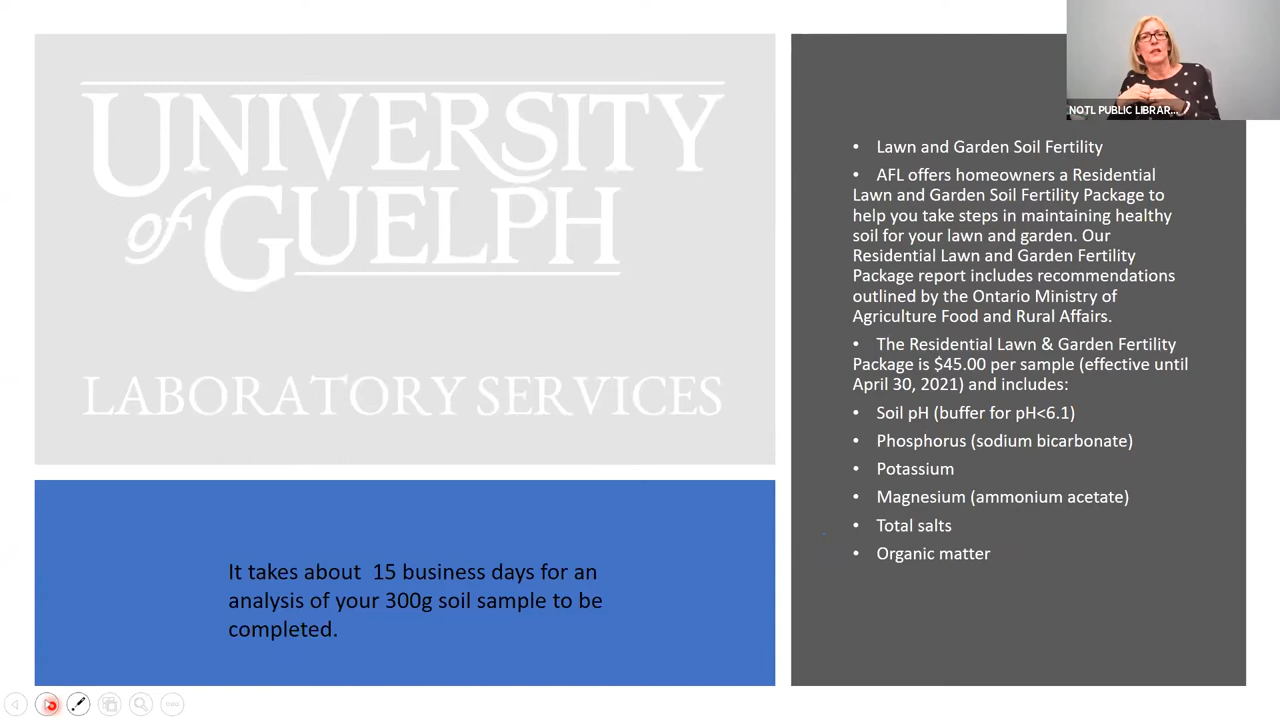 UNIVERSITY
of GUELPH
LABORATORY SERVICES
It takes about 15 business days for an
analysis of your 300g soil sample to be
completed.
NOTL PUBLIC LIBRAR...
• Lawn and Garden Soil Fertility
• AFL offers homeowners a Residential
Lawn and Garden Soil Fertility Package to
help you take steps in maintaining healthy
soil for your lawn and garden. Our
Residential Lawn and Garden Fertility
Package report includes recommendations
outlined by the Ontario Ministry of
Agriculture Food and Rural Affairs.
• The Residential Lawn & Garden Fertility
Package is $45.00 per sample (effective until
April 30, 2021) and includes:
• Soil pH (buffer for pH<6.1)
• Phosphorus (sodium bicarbonate)
• Potassium
• Magnesium (ammonium acetate)
• Total salts
• Organic matter